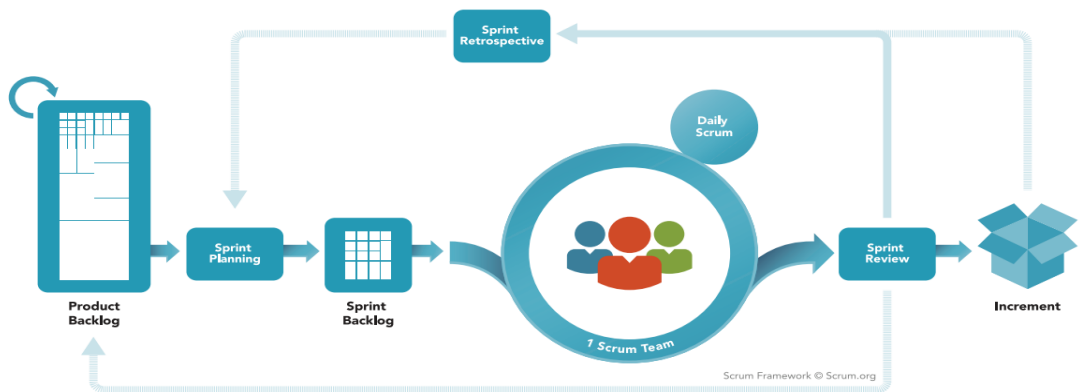 Sprint
Retrospective
Daily
Scrum
Sprint
Planning
Sprint
Review
Product
Backlog
Sprint
Backlog
1 Scrum Team
Increment
Scrum Framework © Scrum.org